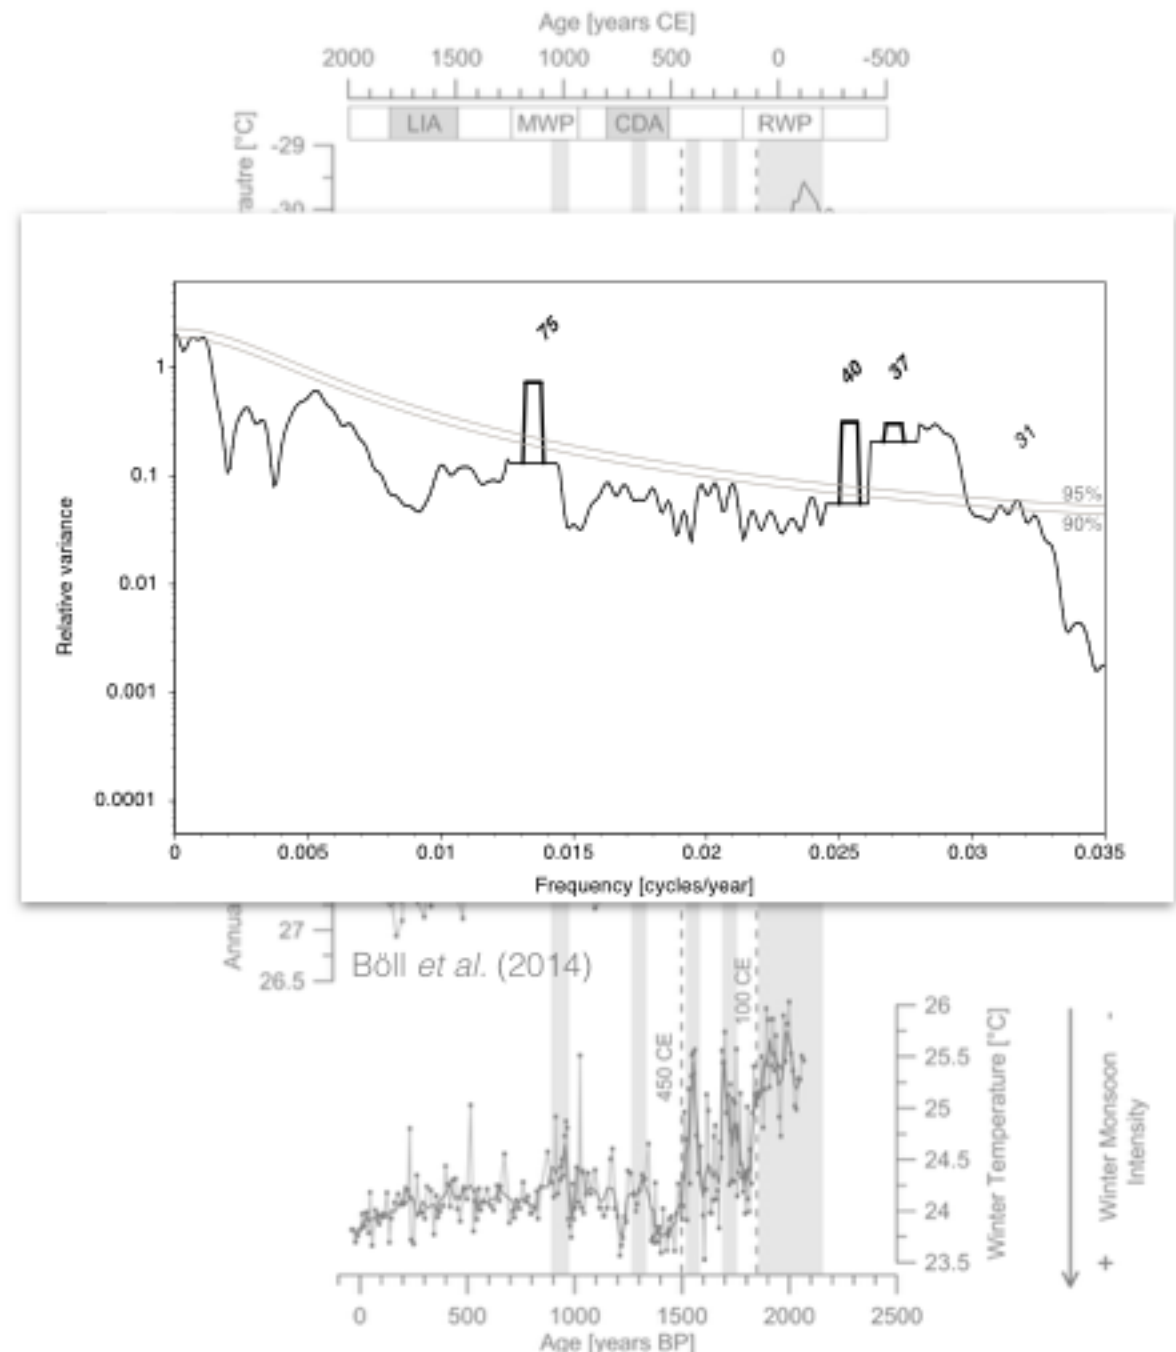 Age [years CE]
2000 1500 1000 500 0 -500
LIA MWP CDA RWP
-29
-30
75
40
37
31
1
0.1
0.01
0.001
0.0001
95%
90%
Relative variance
0 0.005 0.01 0.015 0.02 0.025 0.03 0.035
Frequency [cycles/year]
27
26.5
Böll et al. (2014)
450 CE
100 CE
26
25.5
25
24.5
24
23.5
Winter Temperature [°C]
+ Winter Monsoon -
Intensity
0 500 1000 1500 2000 2500
Age [years BP]